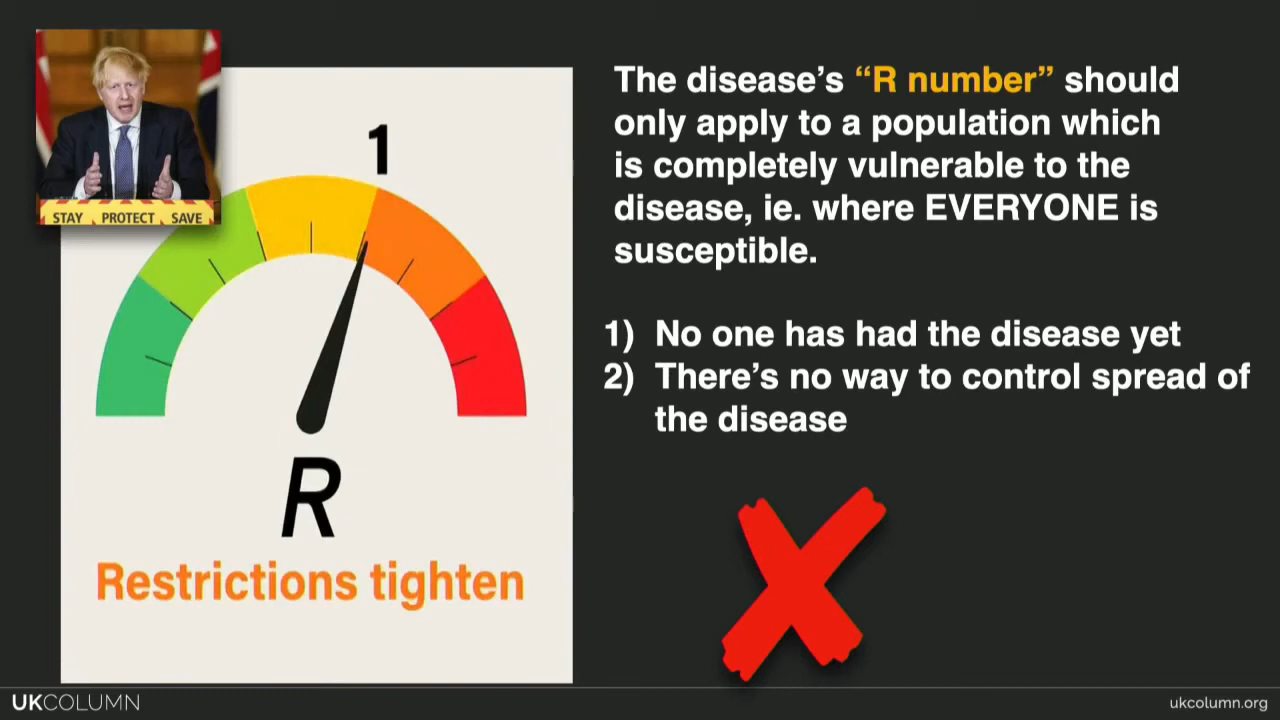 STAY PROTECT SAVE
1
R
Restrictions tighten
The disease's “R number” should
only apply to a population which
is completely vulnerable to the
disease, ie. where EVERYONE is
susceptible.
1) No one has had the disease yet
2) There's no way to control spread of
the disease
UKCOLUMN
ukcolumn.org